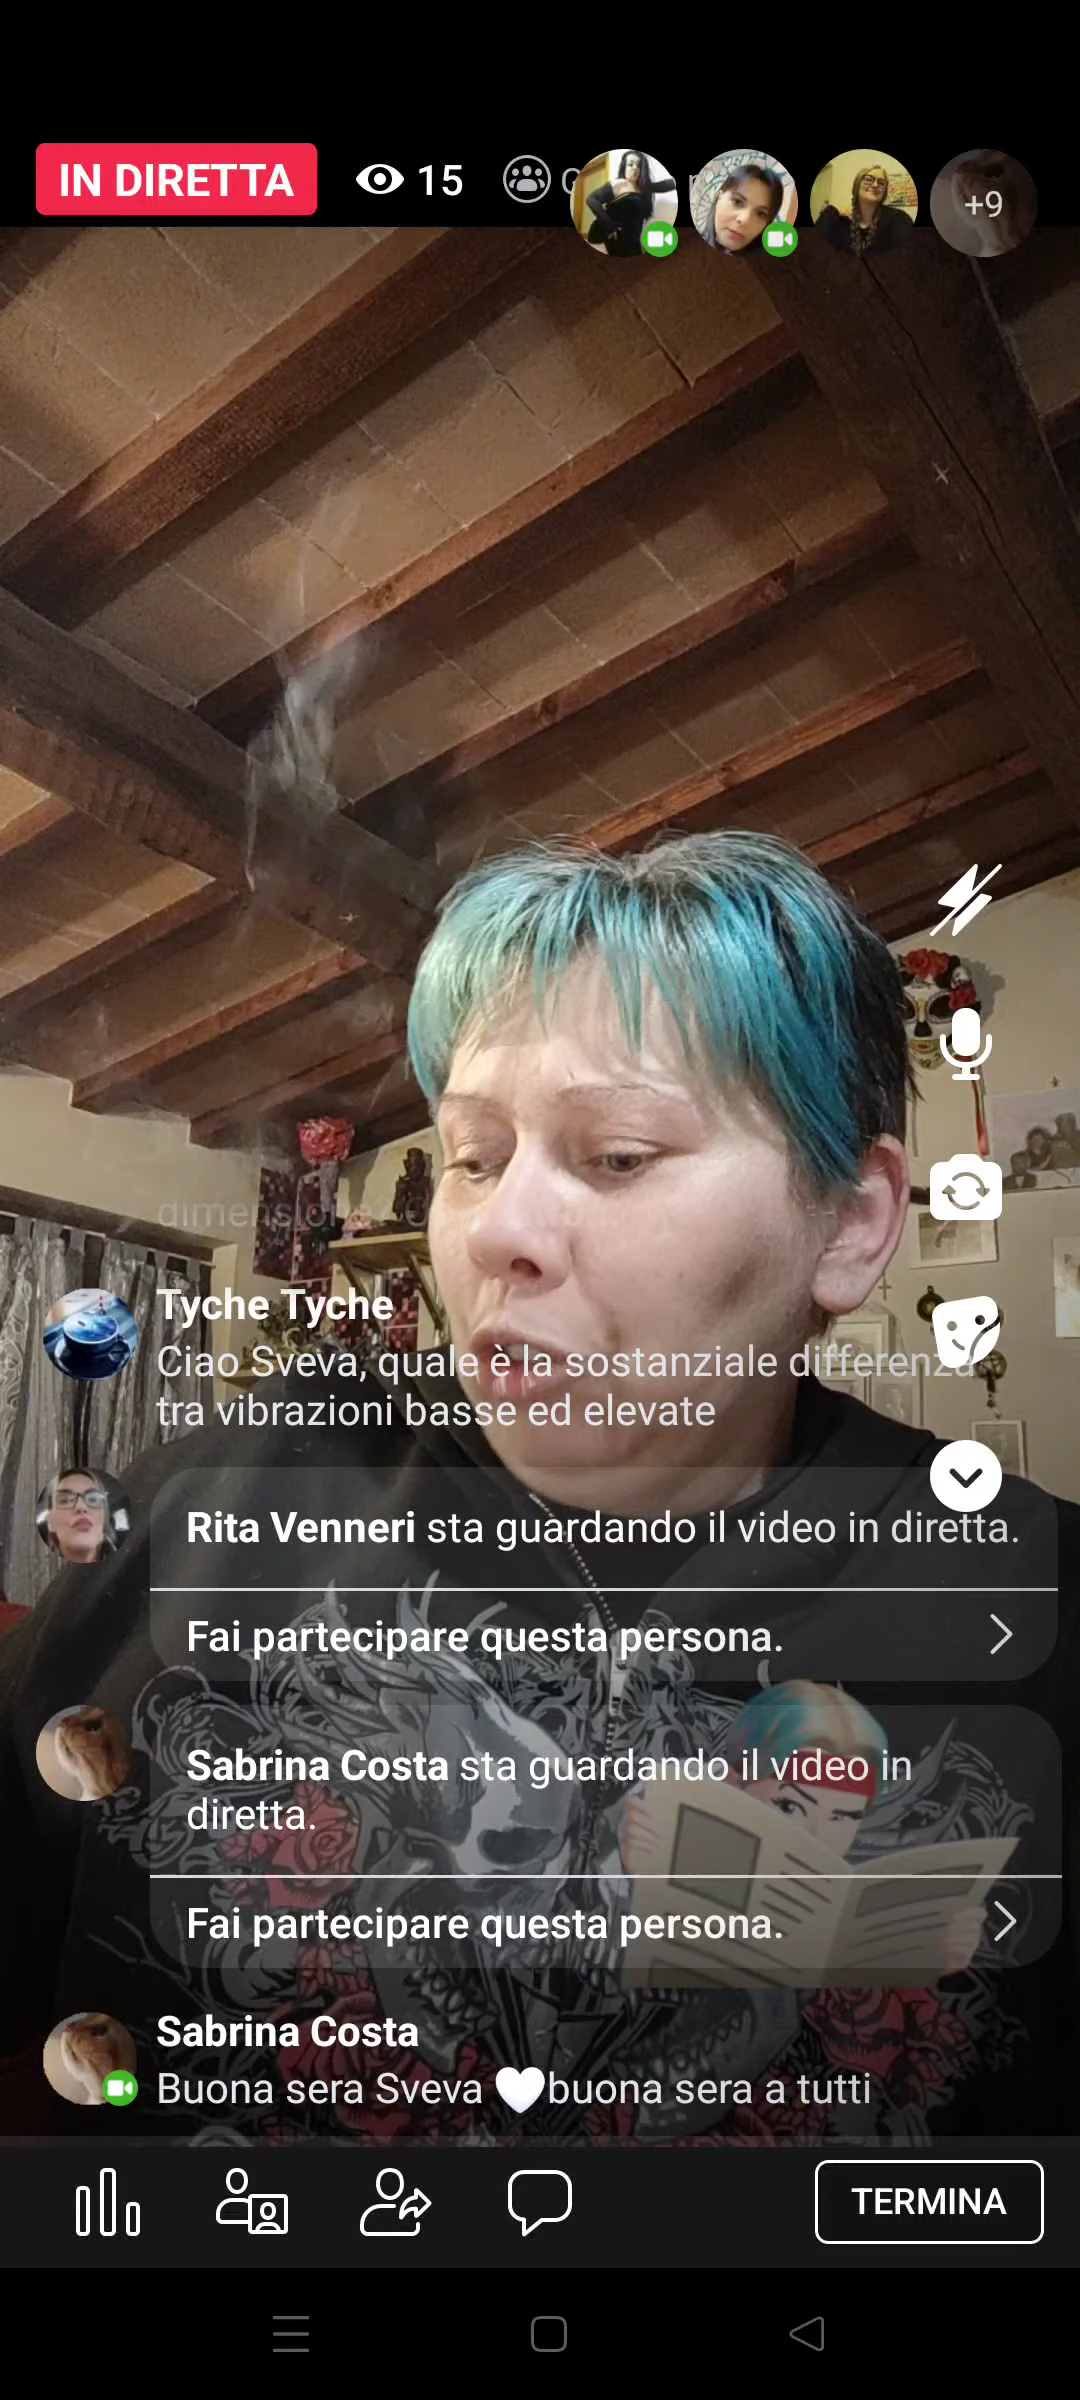 IN DIRETTA
15
+9
dimensione
Tyche Tyche
Ciao Sveva, quale è la sostanziale differenza
tra vibrazioni basse ed elevate
Rita Venneri sta guardando il video in diretta.
Fai partecipare questa persona.
Sabrina Costa sta guardando il video in
diretta.
Fai partecipare questa persona.
Sabrina Costa
Buona sera Sveva 🤍buona sera a tutti
TERMINA